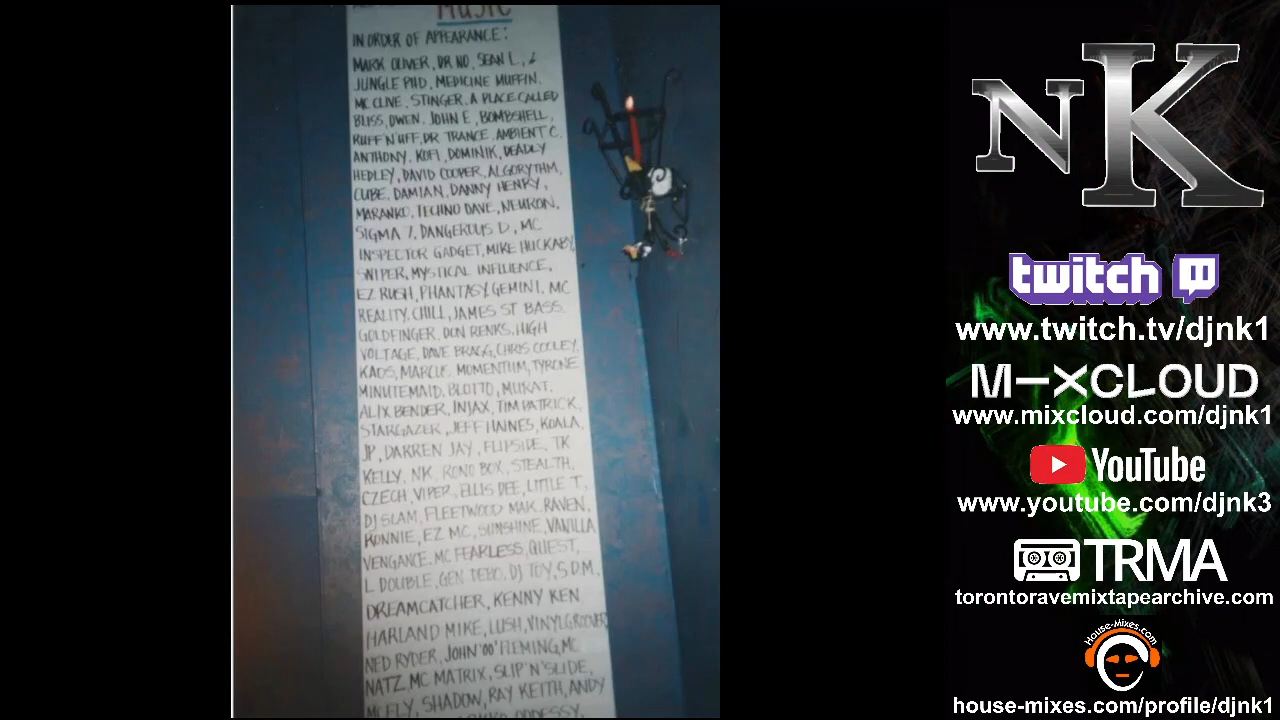 MUSIC
IN ORDER OF APPEARANCE:
MARK OLIVER, DR NO, SEAN L, &
JUNGLE PHD, MEDICINE MUFFIN.
MC CLIVE, STINGER. A PLACE CALLED
BLISS, OWEN. JOHN E, BOMBSHELL,
RUFF'N'UFF, DR TRANCE. AMBIENT C.
ANTHONY. KOFI, DOMINIK, DEADLY
HEDLEY, DAVID COOPER, ALGORYTHM,
CUBE, DAMIAN, DANNY HENRY,
MARANKO, TECHNO DAVE, NEURON,
SIGMA 7, DANGEROUS D, MC
INSPECTOR GADGET, MIKE HUCKABY,
SNIPER, MYSTICAL INFLUENCE,
EZ RUSH, PHANTASY, GEMINI. MC
REALITY. CHILL, JAMES ST BASS.
GOLDFINGER, DON RENKS. HIGH
VOLTAGE, DAVE BRAGG, CHRIS COOLEY,
KAOS, MARCUS. MOMENTUM, TYRONE
MINUTEMAID. BLOTTO, MURAT.
ALIX BENDER, INJAX, TIM PATRICK,
STARGAZER, JEFF HAINES, KOALA,
JP, DARREN JAY, FLIPSIDE, TK
KELLY, NK, ROND BOX, STEALTH,
CZECH, VIPER, ELLIS DEE, LITTLE T,
DJ SLAM, FLEETWOOD MAK. RAVEN,
RONNIE, EZ MC, SUNSHINE, VANILLA
VENGANCE. MC FEARLESS, QUEST,
L DOUBLE, GEN DEBO, DJ TOY, S.D.M.
DREAMCATCHER, KENNY KEN
HARLAND MIKE, LUSH, VINYLGROOVER,
NED RYDER, JOHN "00" FLEMING, MC
NATZ, MC MATRIX, SLIP'N'SLIDE,
MCFLY, SHADOW, RAY KEITH, ANDY
ODDESSY,
NK
twitch
www.twitch.tv/djnk1
MIXCLOUD
www.mixcloud.com/djnk1
YouTube
www.youtube.com/djnk3
TRMA
torontoravemixtapearchive.com
House-Mixes.com
house-mixes.com/profile/djnk1